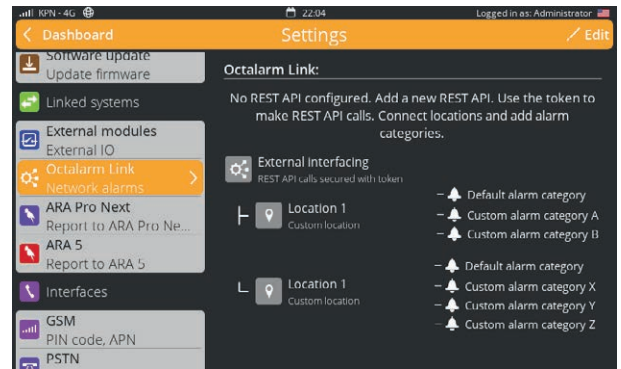 KPN - 4G
22:04
Logged in as: Administrator
Dashboard
Settings
Edit
Software update
Update firmware
Linked systems
External modules
External IO
Octalarm Link
Network alarms
ARA Pro Next
Report to ARA Pro Ne...
ARA 5
Report to ARA 5
Interfaces
GSM
PIN code, APN
PSTN
Octalarm Link:
No REST API configured. Add a new REST API. Use the token to
make REST API calls. Connect locations and add alarm
categories.
External interfacing
REST API calls secured with token
Location 1
Custom location
Default alarm category
Custom alarm category A
Custom alarm category B
Location 1
Custom location
Default alarm category
Custom alarm category X
Custom alarm category Y
Custom alarm category Z